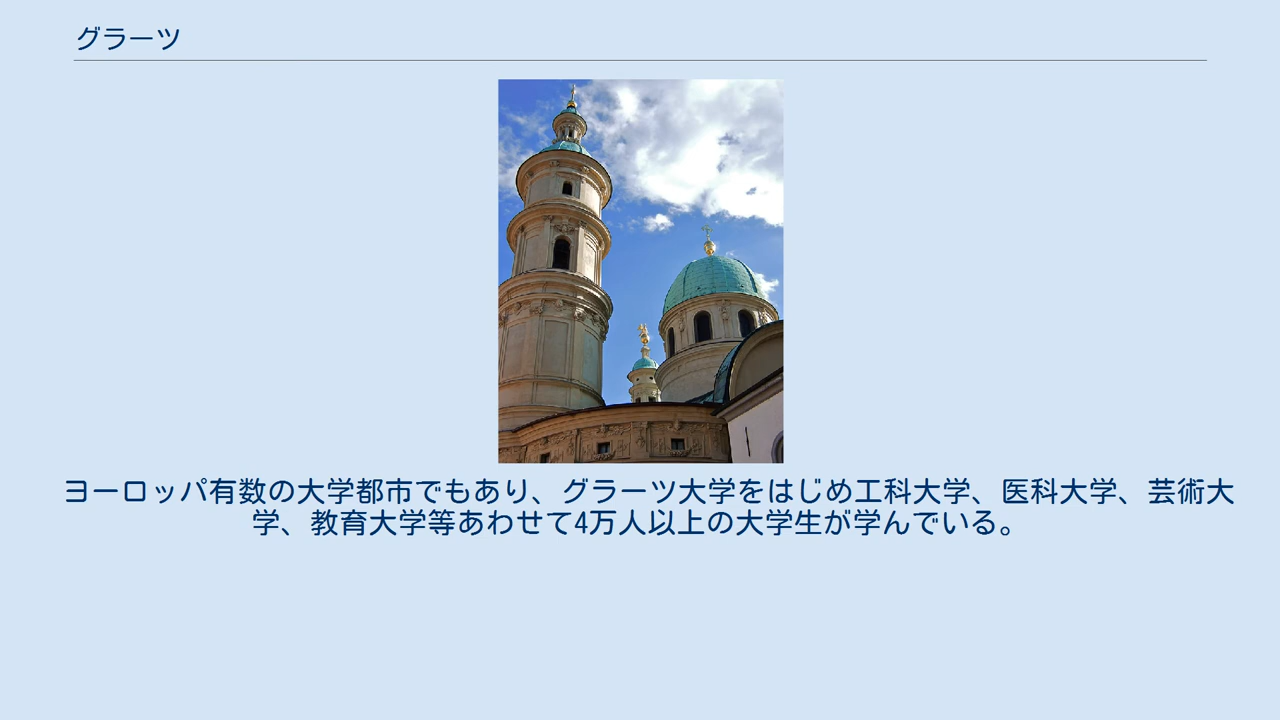 グラーツ
ヨーロッパ有数の大学都市でもあり、グラーツ大学をはじめ工科大学、医科大学、芸術大
学、教育大学等あわせて4万人以上の大学生が学んでいる。